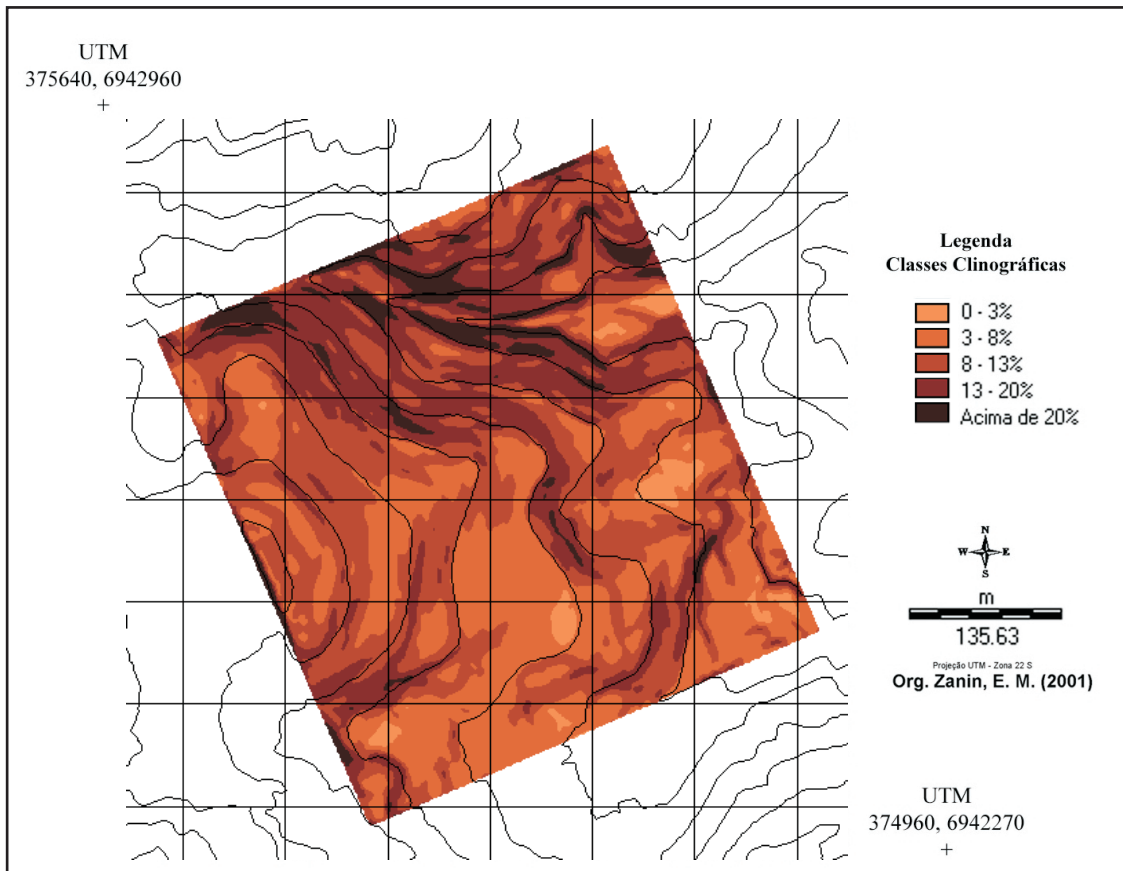 UTM
375640, 6942960
+
Legenda
Classes Clinográficas
0 - 3%
3 - 8%
8 - 13%
13 - 20%
Acima de 20%
N
W E
S
m
135.63
Projeção UTM - Zona 22 S
Org. Zanin, E. M. (2001)
UTM
374960, 6942270
+